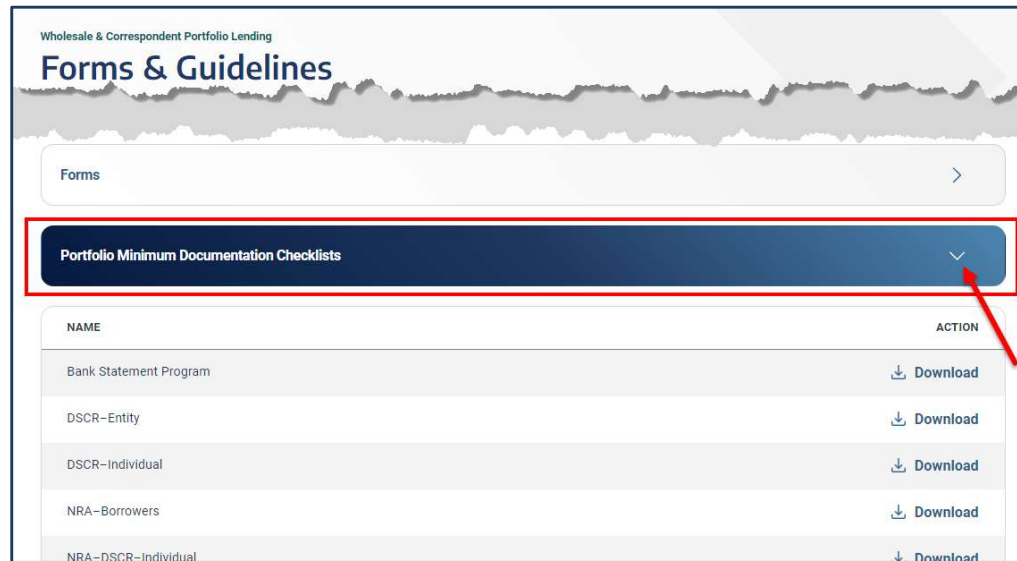 Wholesale & Correspondent Portfolio Lending
Forms & Guidelines
Forms
Portfolio Minimum Documentation Checklists
NAME ACTION
Bank Statement Program Download
DSCR–Entity Download
DSCR–Individual Download
NRA–Borrowers Download
NRA–DSCR–Individual Download